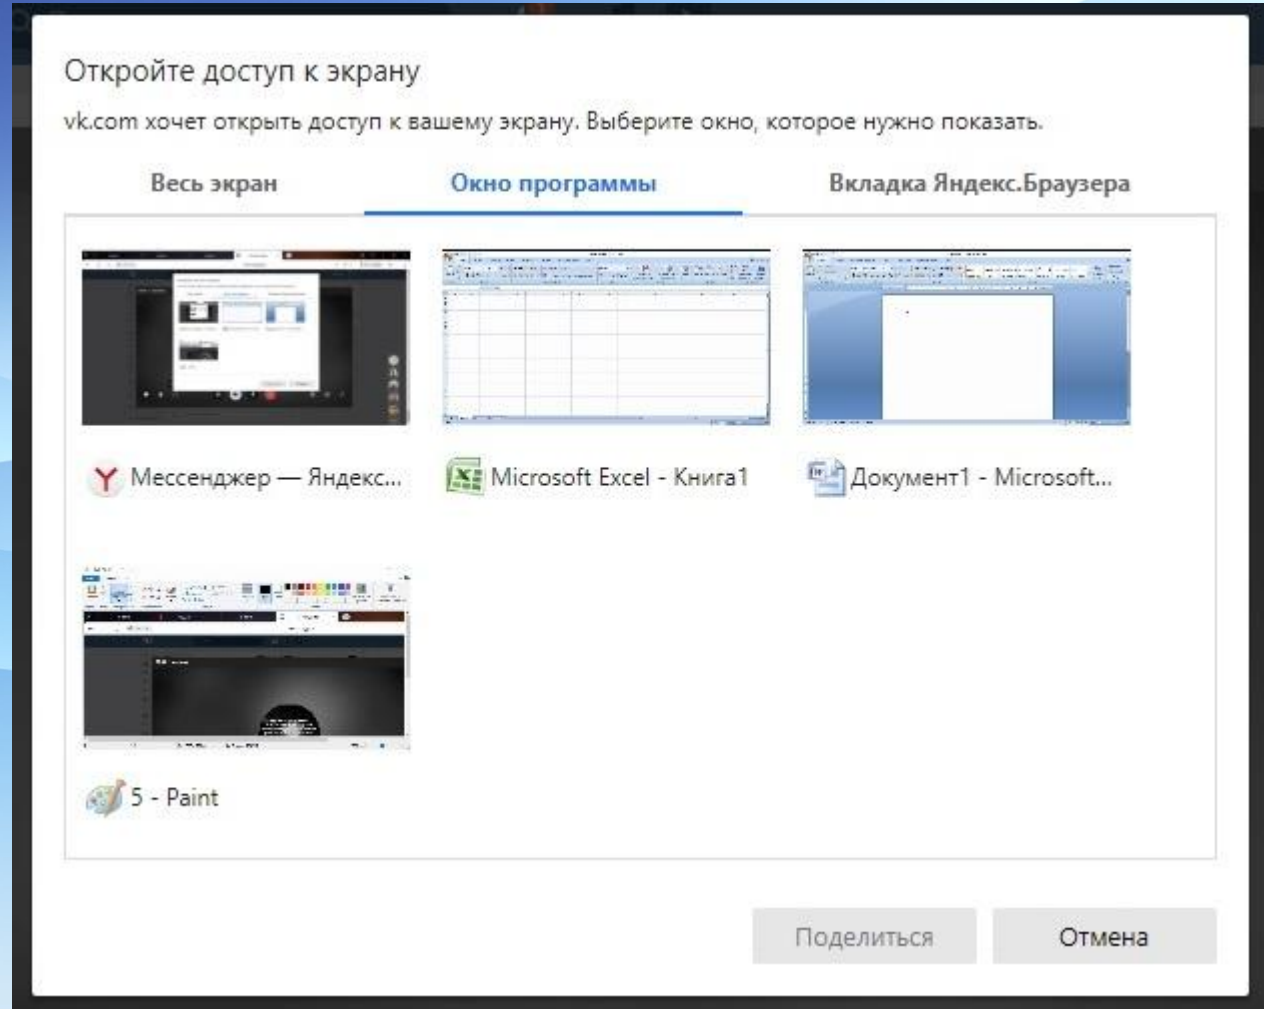 Откройте доступ к экрану
vk.com хочет открыть доступ к вашему экрану. Выберите окно, которое нужно показать.
Весь экран Окно программы Вкладка Яндекс.Браузера
Мессенджер — Яндекс... Microsoft Excel - Книга1 Документ1 - Microsoft...
5 - Paint
Поделиться Отмена